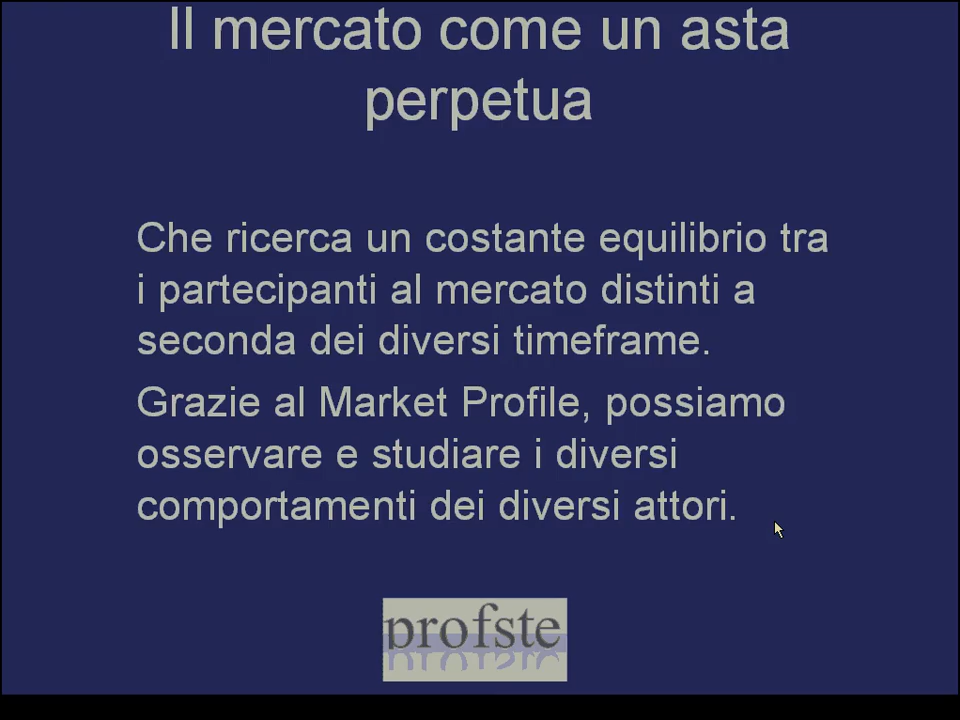 Il mercato come un asta
perpetua
Che ricerca un costante equilibrio tra
i partecipanti al mercato distinti a
seconda dei diversi timeframe.
Grazie al Market Profile, possiamo
osservare e studiare i diversi
comportamenti dei diversi attori.
profste